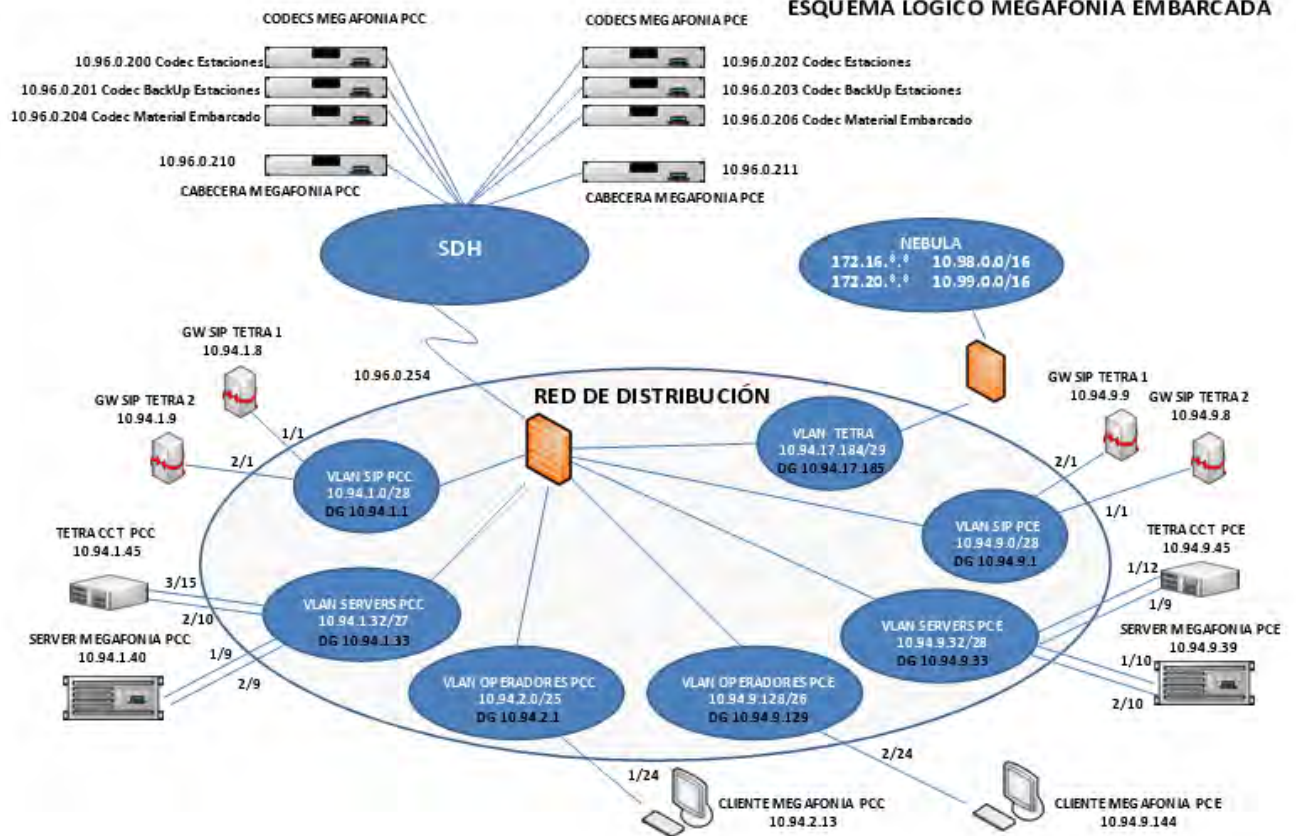 ESQUEMA LÓGICO MEGAFONÍA EMBARCADA
CODECS MEGAFONIA PCC
CODECS MEGAFONIA PCE
10.96.0.200 Codec Estaciones
10.96.0.202 Codec Estaciones
10.96.0.201 Codec BackUp Estaciones
10.96.0.203 Codec BackUp Estaciones
10.96.0.204 Codec Material Embarcado
10.96.0.206 Codec Material Embarcado
10.96.0.210
10.96.0.211
CABECERA MEGAFONIA PCC
CABECERA MEGAFONIA PCE
SDH
NEBULA
172.16.*.* 10.98.0.0/16
172.20.*.* 10.99.0.0/16
GW SIP TETRA 1
10.94.1.8
10.96.0.254
GW SIP TETRA 2
10.94.1.9
GW SIP TETRA 1
10.94.9.9
GW SIP TETRA 2
10.94.9.8
RED DE DISTRIBUCIÓN
1/1
2/1
VLAN SIP PCC
10.94.1.0/28
DG 10.94.1.1
VLAN TETRA
10.94.17.184/29
DG 10.94.17.185
2/1
1/1
VLAN SIP PCE
10.94.9.0/28
DG 10.94.9.1
TETRA CCT PCC
10.94.1.45
TETRA CCT PCE
10.94.9.45
3/15
2/10
1/12
1/9
VLAN SERVERS PCC
10.94.1.32/27
DG 10.94.1.33
VLAN SERVERS PCE
10.94.9.32/28
DG 10.94.9.33
SERVER MEGAFONIA PCC
10.94.1.40
1/9
2/9
SERVER MEGAFONIA PCE
10.94.9.39
1/10
2/10
VLAN OPERADORES PCC
10.94.2.0/25
DG 10.94.2.1
VLAN OPERADORES PCE
10.94.9.128/26
DG 10.94.9.129
1/24
2/24
CLIENTE MEGAFONIA PCC
10.94.2.13
CLIENTE MEGAFONIA PCE
10.94.9.144